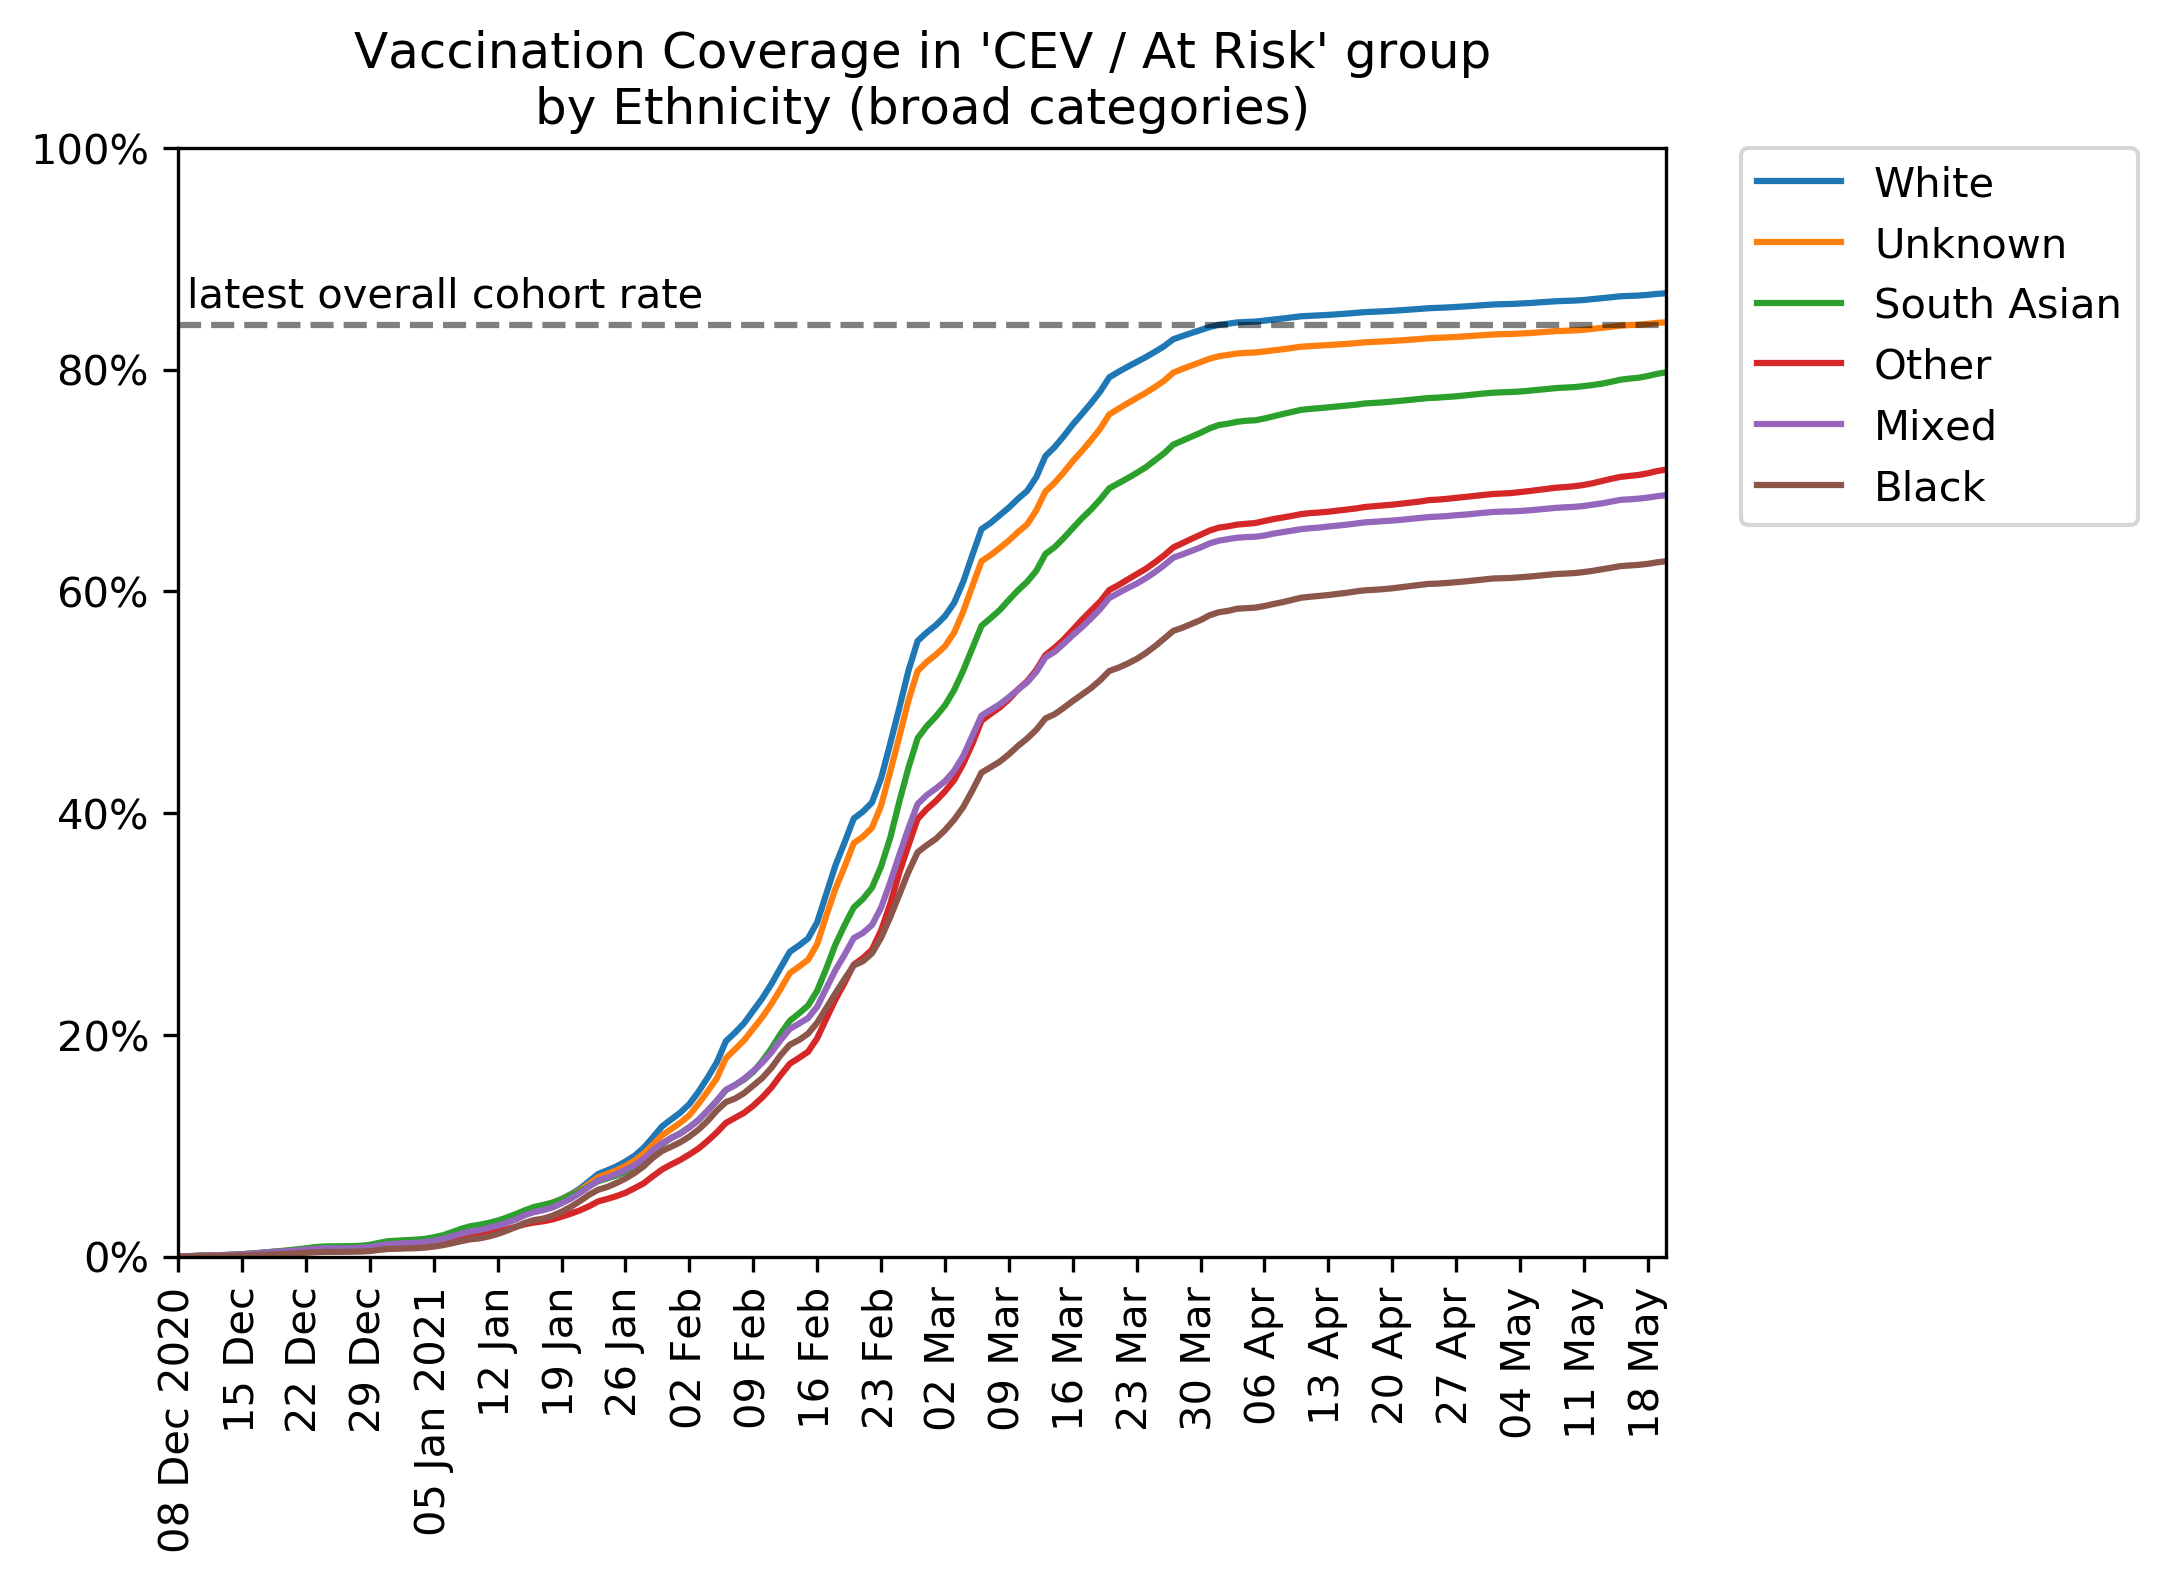 Vaccination Coverage in 'CEV / At Risk' group
by Ethnicity (broad categories)
100%
80%
60%
40%
20%
0%
latest overall cohort rate
08 Dec 2020
15 Dec
22 Dec
29 Dec
05 Jan 2021
12 Jan
19 Jan
26 Jan
02 Feb
09 Feb
16 Feb
23 Feb
02 Mar
09 Mar
16 Mar
23 Mar
30 Mar
06 Apr
13 Apr
20 Apr
27 Apr
04 May
11 May
18 May
White
Unknown
South Asian
Other
Mixed
Black